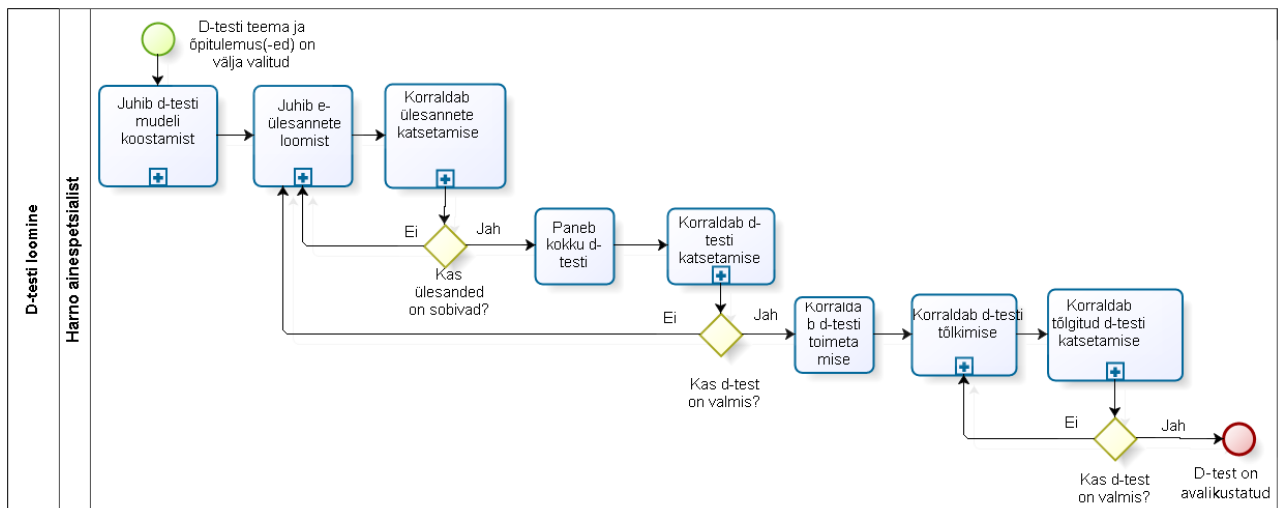 D-testi loomine
Harno ainespetsialist
D-testi teema ja
õpitulemus(-ed) on
välja valitud
Juhib d-testi
mudeli
koostamist
Juhib e-
ülesannete
loomist
Korraldab
ülesannete
katsetamise
Ei
Jah
Kas
ülesanded
on sobivad?
Paneb
kokku d-
testi
Korraldab d-
testi
katsetamise
Ei
Jah
Kas d-test
on valmis?
Korralda
b d-testi
toimeta
mise
Korraldab d-testi
tõlkimise
Korraldab
tõlgitud d-testi
katsetamise
Ei
Jah
Kas d-test
on valmis?
D-test on
avalikustatud